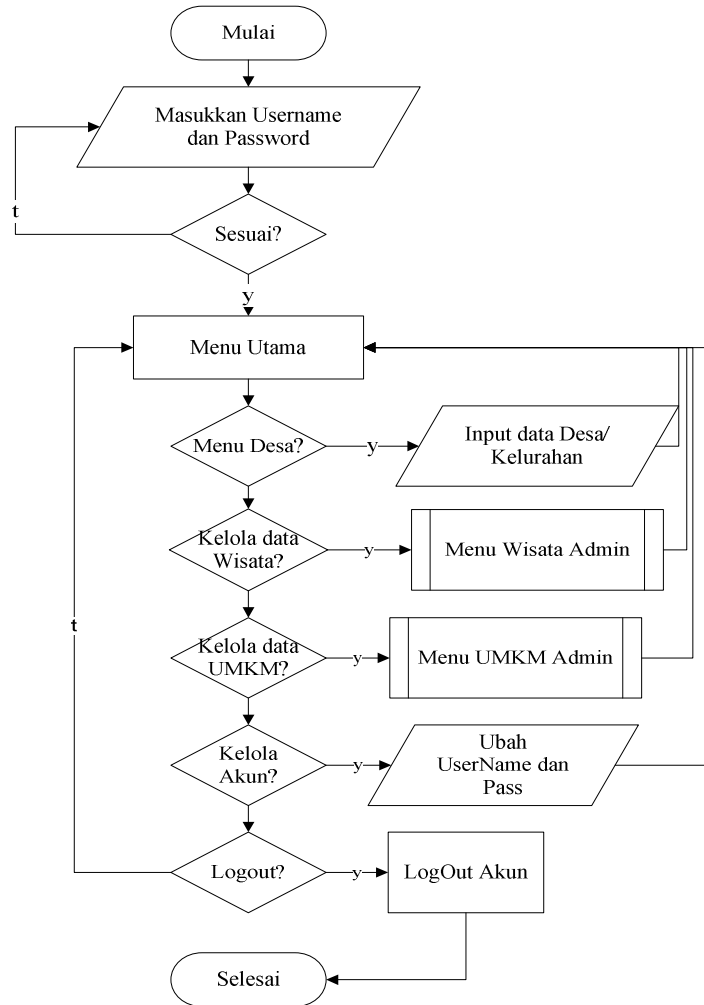 Mulai
Masukkan Username
dan Password
t
Sesuai?
y
Menu Utama
Menu Desa?
y
Input data Desa/
Kelurahan
Kelola data
Wisata?
y
Menu Wisata Admin
t
Kelola data
UMKM?
y
Menu UMKM Admin
Kelola
Akun?
y
Ubah
UserName dan
Pass
Logout?
y
LogOut Akun
Selesai